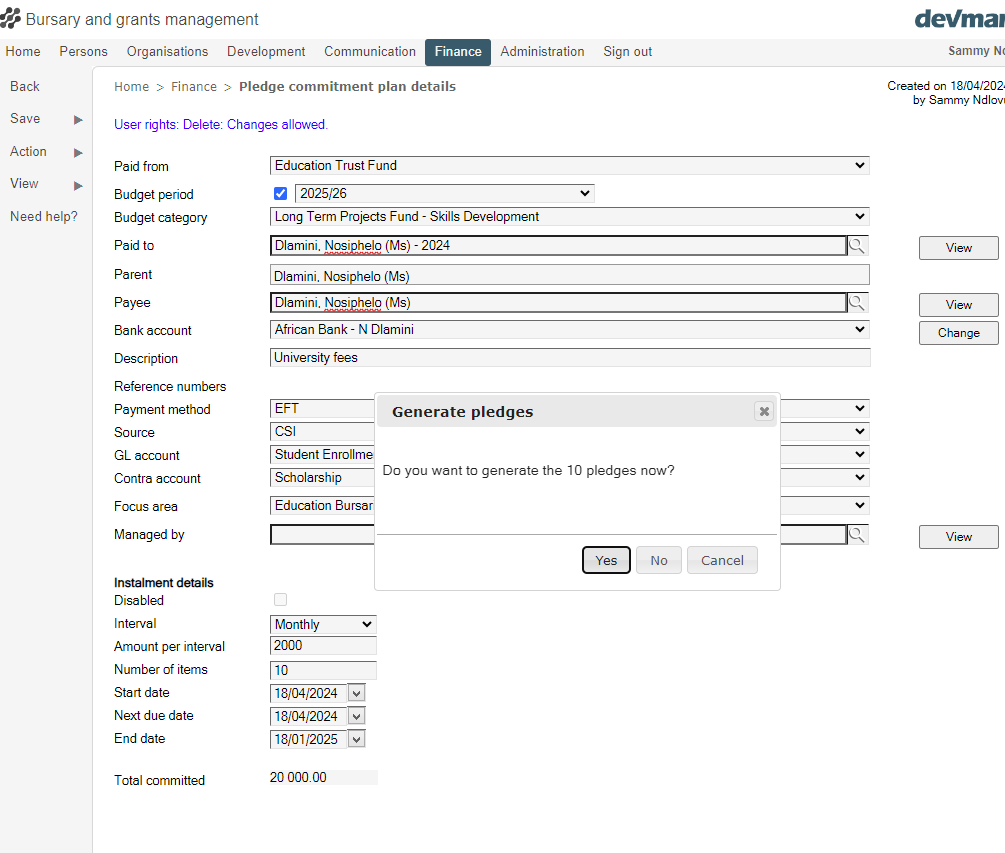 Bursary and grants management
Home Persons Organisations Development Communication Finance Administration Sign out
Sammy
Back
Save
Action
View
Need help?
Home > Finance > Pledge commitment plan details
Created on 18/04/2024
by Sammy
User rights: Delete: Changes allowed.
Paid from Education Trust Fund
Budget period 2025/26
Budget category Long Term Projects Fund - Skills Development
Paid to Dlamini, Nosiphelo (Ms) - 2024 View
Parent Dlamini, Nosiphelo (Ms)
Payee Dlamini, Nosiphelo (Ms) View
Bank account African Bank - N Dlamini Change
Description University fees
Reference numbers
Payment method EFT
Source CSI
GL account Student
Contra account Scholarship
Focus area Education
Managed by View
Generate pledges
Do you want to generate the 10 pledges now?
Yes No Cancel
Instalment details
Disabled
Interval Monthly
Amount per interval 2000
Number of items 10
Start date 18/04/2024
Next due date 18/04/2024
End date 18/01/2025
Total committed 20 000.00